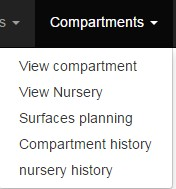 s
Compartments
View compartment
View Nursery
Surfaces planning
Compartment history
nursery history